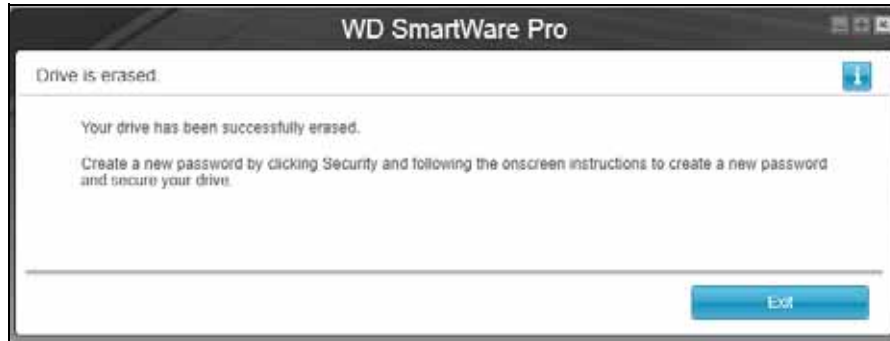 WD SmartWare Pro
Drive is erased.
Your drive has been successfully erased.
Create a new password by clicking Security and following the onscreen instructions to create a new password
and secure your drive.
Exit